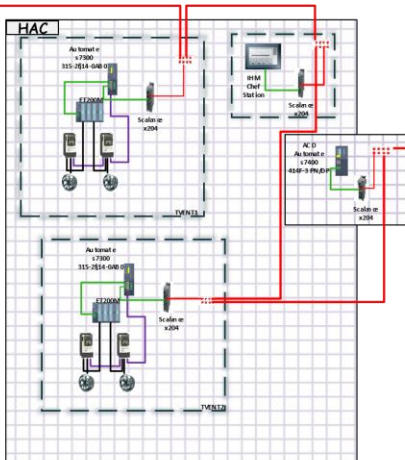 HAC
Automate
s7300
315-2EJ14-0AB0
ET200M
Scalance
x204
TVENT1
IHM
Chef
Station
Scalance
x204
ACD
Automate
s7400
414F-3 PN/DP
Scalance
x204
Automate
s7300
315-2EJ14-0AB0
ET200M
Scalance
x204
TVENT2